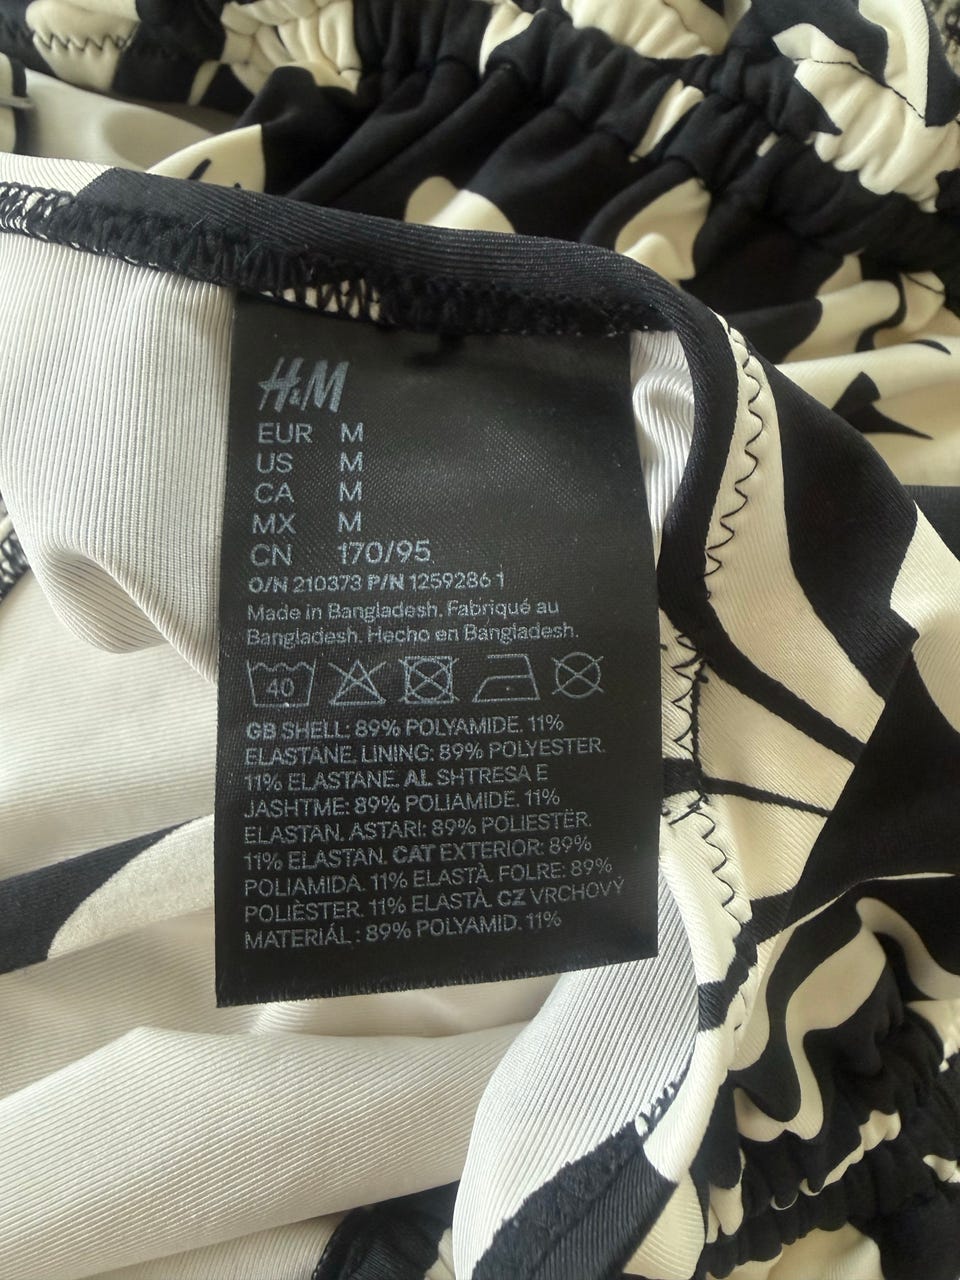 H&M
EUR M
US M
CA M
MX M
CN 170/95
O/N 210373 P/N 1259286 1
Made in Bangladesh. Fabriqué au
Bangladesh. Hecho en Bangladesh.
40
GB SHELL: 89% POLYAMIDE. 11%
ELASTANE. LINING: 89% POLYESTER.
11% ELASTANE. AL SHTRESA E
JASHTME: 89% POLIAMIDE. 11%
ELASTAN. ASTARI: 89% POLIESTËR.
11% ELASTAN. CAT EXTERIOR: 89%
POLIAMIDA. 11% ELASTÀ. FOLRE: 89%
POLIÈSTER. 11% ELASTÀ. CZ VRCHOVÝ
MATERIÁL : 89% POLYAMID. 11%